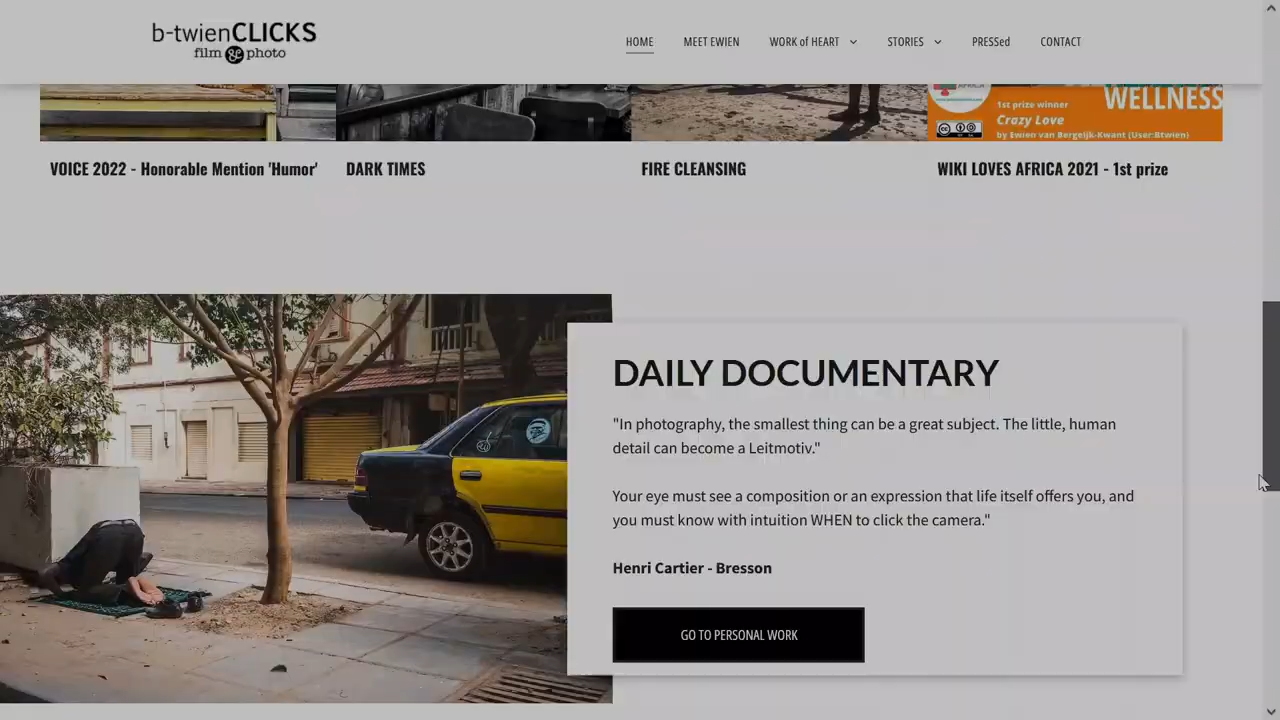 b-twienCLICKS
film & photo
HOME
MEET EWIEN
WORK of HEART
STORIES
PRESSed
CONTACT
WELLNESS
1st prize winner
Crazy Love
by Ewien van Bergeijk-Kwant (User:Btwien)
VOICE 2022 - Honorable Mention 'Humor'
DARK TIMES
FIRE CLEANSING
WIKI LOVES AFRICA 2021 - 1st prize
DAILY DOCUMENTARY
"In photography, the smallest thing can be a great subject. The little, human
detail can become a Leitmotiv."
Your eye must see a composition or an expression that life itself offers you, and
you must know with intuition WHEN to click the camera."
Henri Cartier - Bresson
GO TO PERSONAL WORK